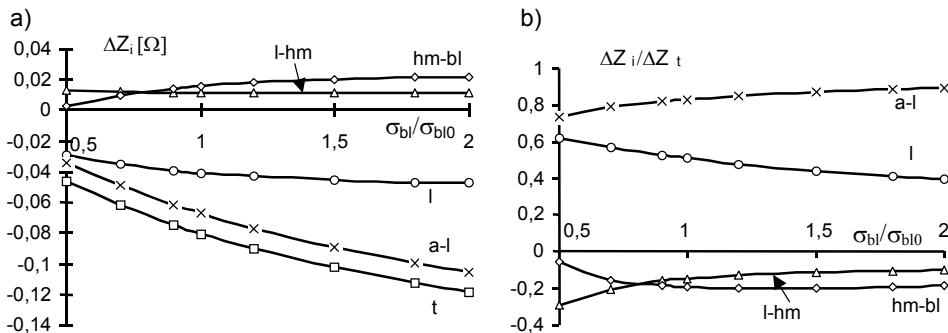 a)
ΔZi [Ω]
0,04
0,02
0
-0,02
-0,04
-0,06
-0,08
-0,1
-0,12
0,5
1
1,5
2
σbl/σbl0
l-hm
hm-bl
l
a-l
t
b)
ΔZ i/ΔZ t
1
0,8
0,6
0,4
0,2
0
-0,2
-0,4
0,5
1
1,5
2
σbl/σbl0
a-l
l
l-hm
hm-bl